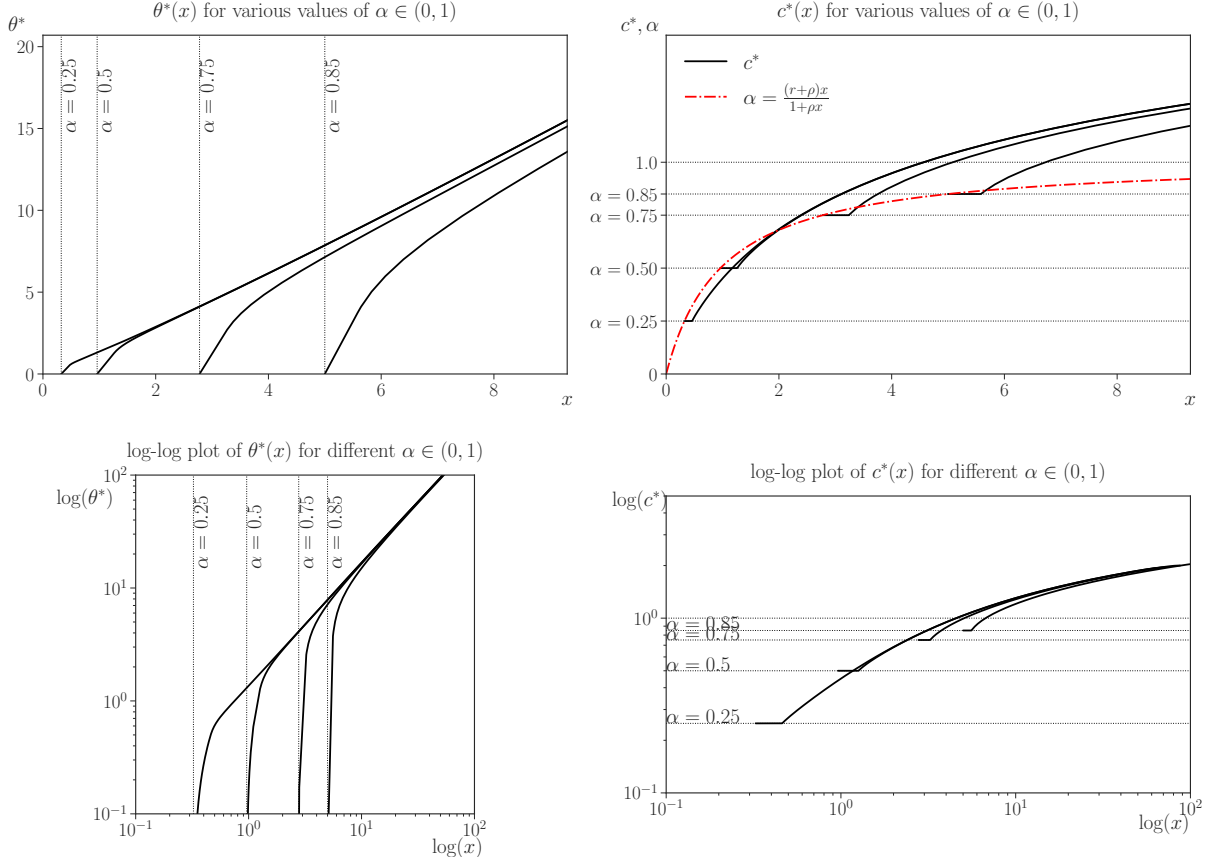 θ*(x) for various values of α ∈ (0, 1)
θ*
20
15
10
5
0
α = 0.25
α = 0.5
α = 0.75
α = 0.85
0 2 4 6 8
x
c*(x) for various values of α ∈ (0, 1)
c*, α
c*
α = (r+ρ)x / 1+ρx
1.0
α = 0.85
α = 0.75
α = 0.50
α = 0.25
0
0 2 4 6 8
x
log-log plot of θ*(x) for different α ∈ (0, 1)
10²
log(θ*)
10¹
10⁰
10⁻¹
α = 0.25
α = 0.5
α = 0.75
α = 0.85
10⁻¹ 10⁰ 10¹ 10²
log(x)
log-log plot of c*(x) for different α ∈ (0, 1)
log(c*)
10⁰
α = 0.85
α = 0.75
α = 0.5
α = 0.25
10⁻¹
10⁻¹ 10⁰ 10¹ 10²
log(x)